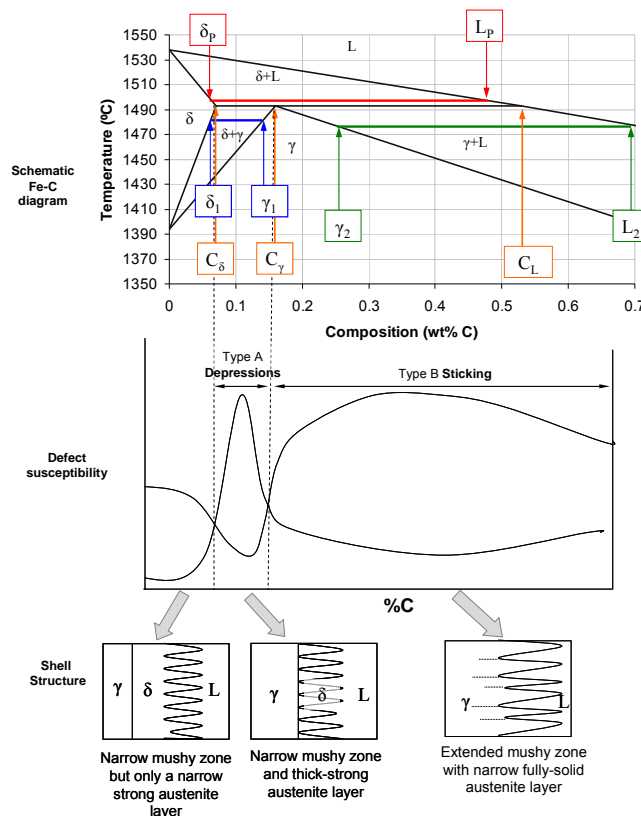 1550
1530
1510
1490
1470
1450
1430
1410
1390
1370
1350
Temperature (ºC)
Schematic
Fe-C
diagram
δP
L
LP
δ+L
δ
δ+γ
γ
γ+L
δ1
γ1
γ2
L2
Cδ
Cγ
CL
0
0.1
0.2
0.3
0.4
0.5
0.6
0.7
Composition (wt% C)
Type A
Depressions
Type B Sticking
Defect
susceptibility
%C
Shell
Structure
γ
δ
L
γ
δ
L
γ
L
Narrow mushy zone
but only a narrow
strong austenite
layer
Narrow mushy zone
and thick-strong
austenite layer
Extended mushy zone
with narrow fully-solid
austenite layer